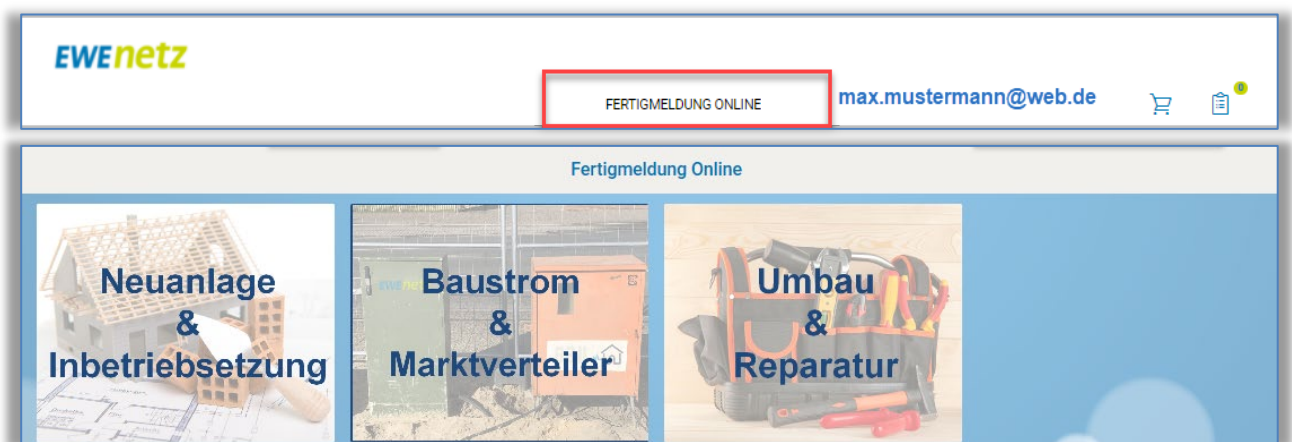 EWEnetz
FERTIGMELDUNG ONLINE
max.mustermann@web.de
0
Fertigmeldung Online
Neuanlage
&
Inbetriebsetzung
Baustrom
&
Marktverteiler
Umbau
&
Reparatur